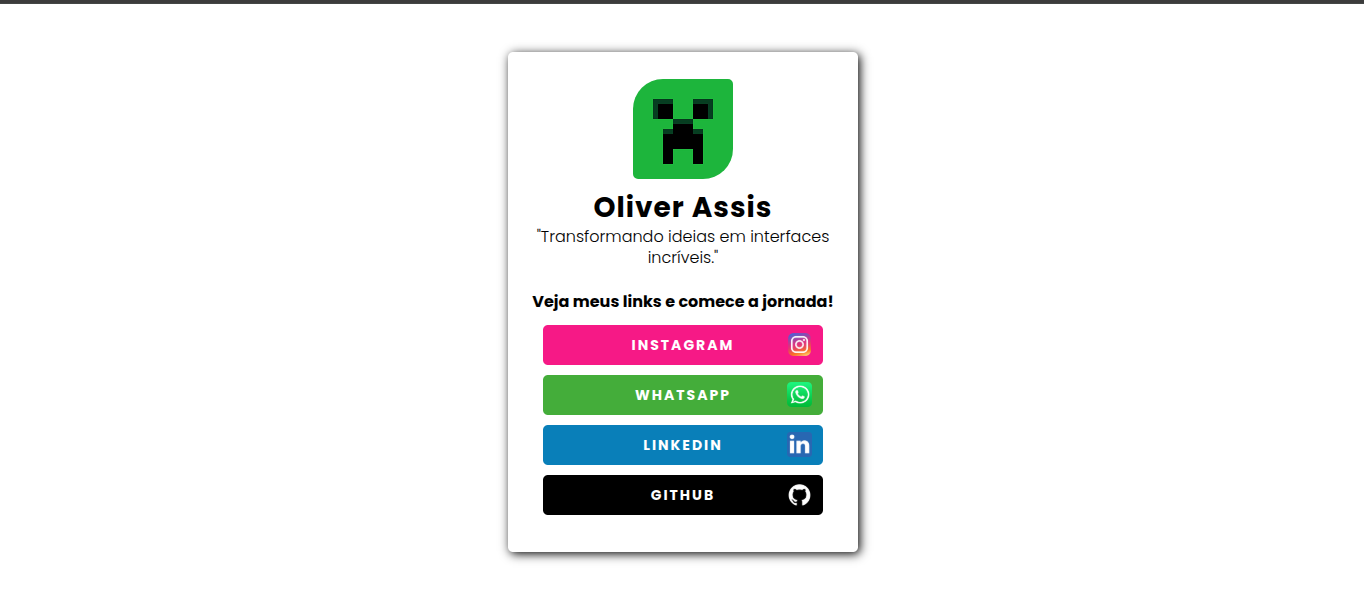 Oliver Assis
"Transformando ideias em interfaces
incríveis."
Veja meus links e comece a jornada!
INSTAGRAM
WHATSAPP
LINKEDIN
GITHUB